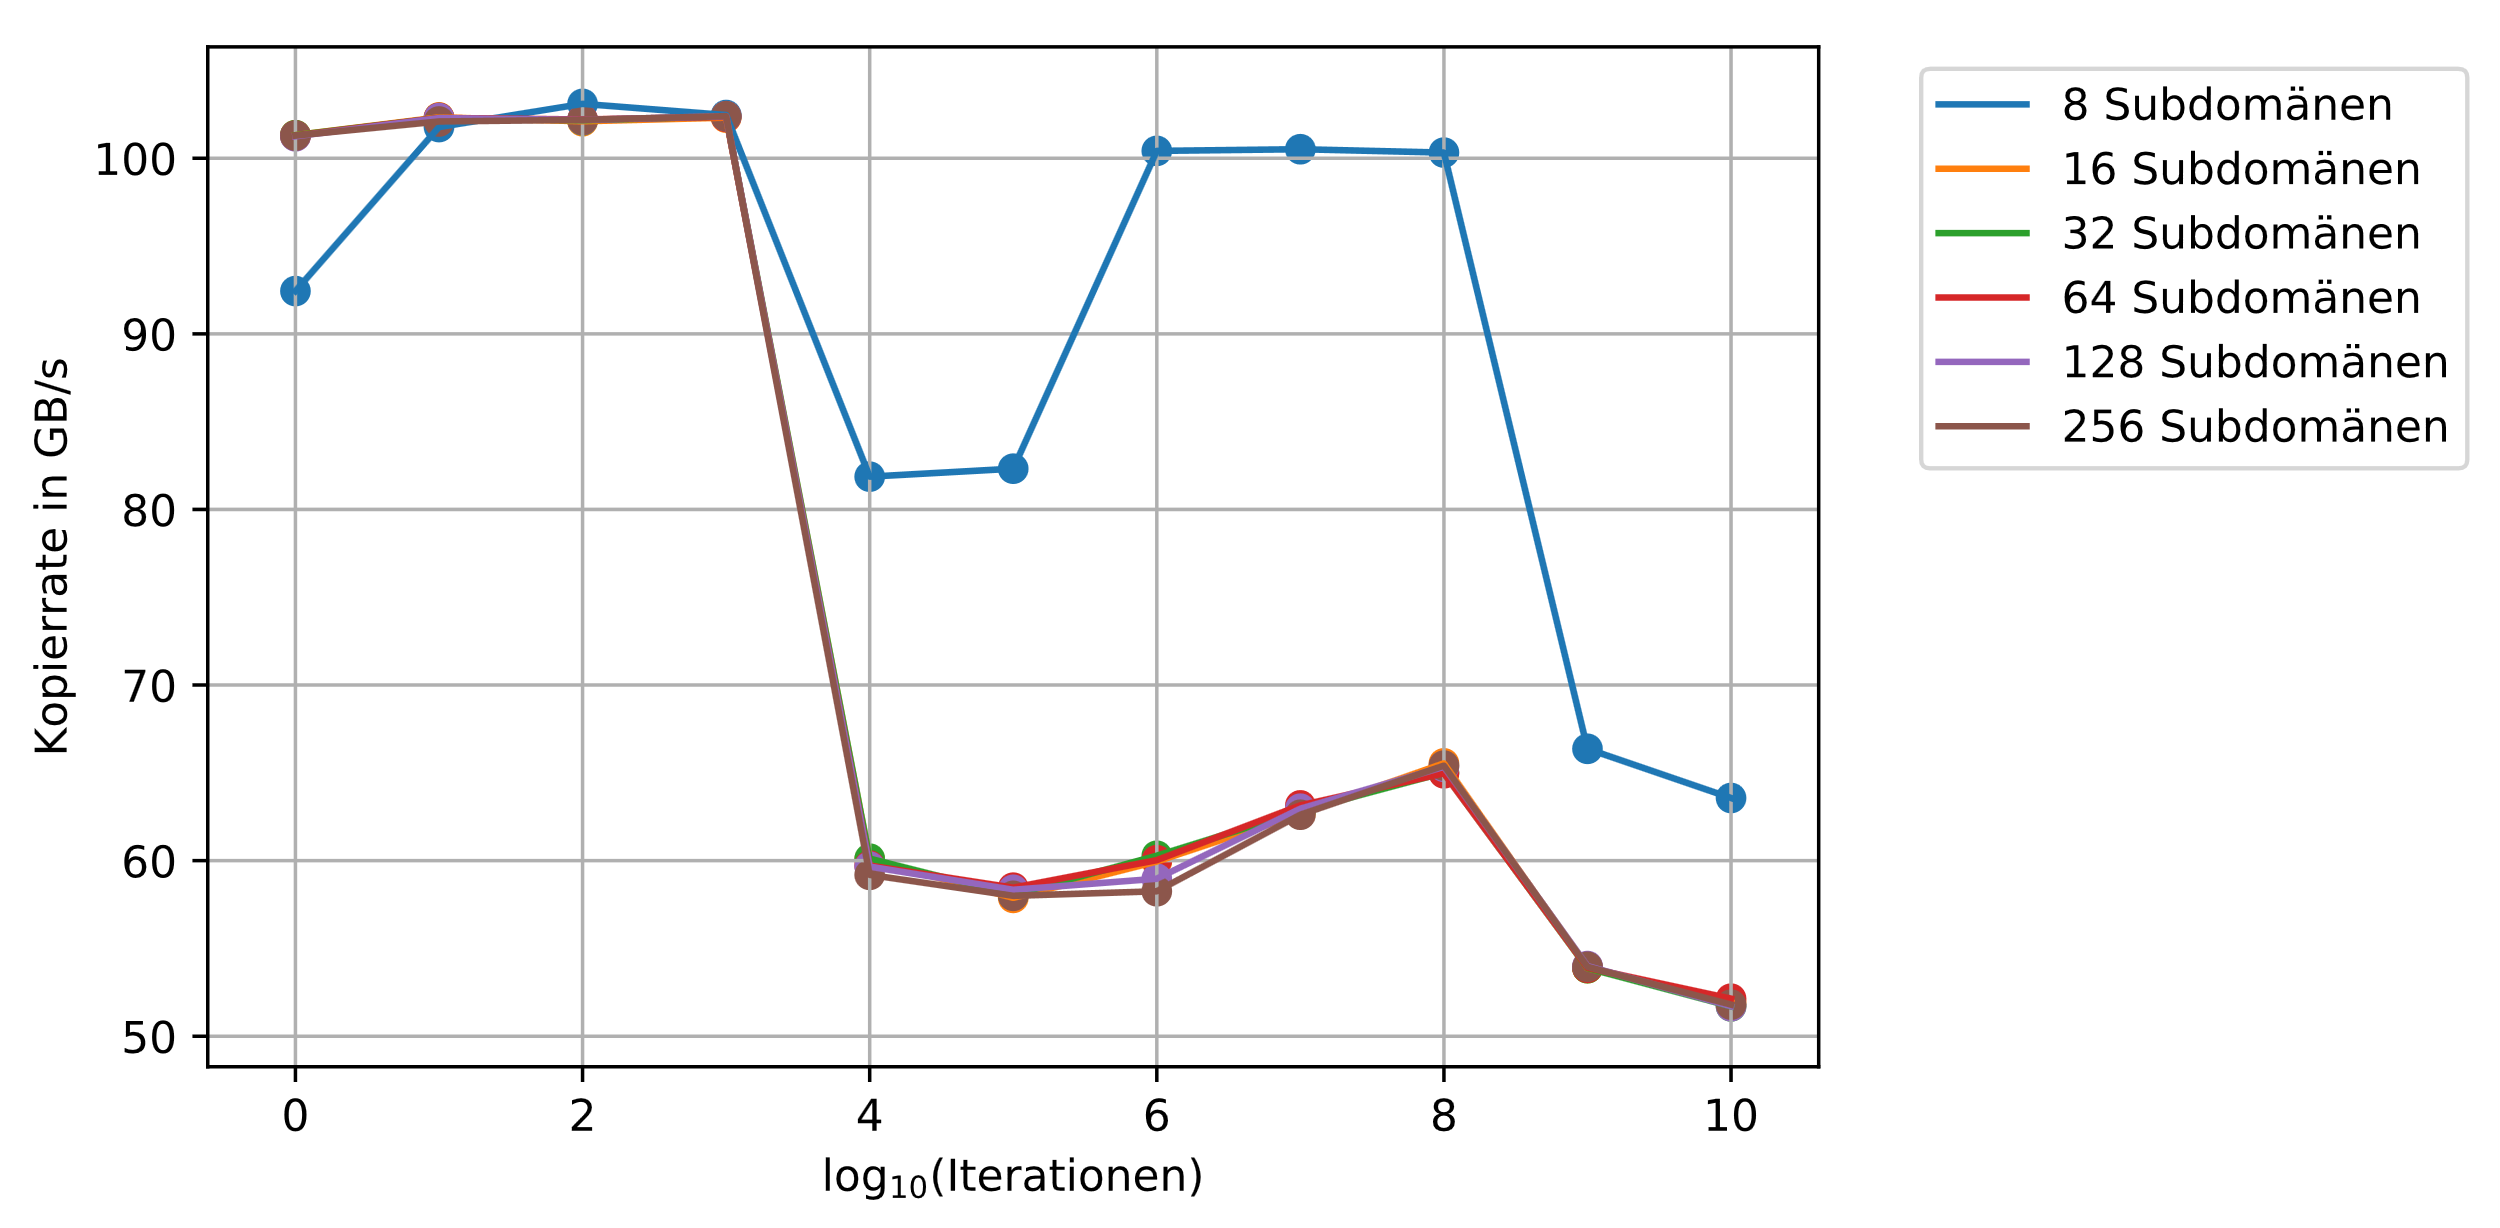 Kopierrate in GB/s
100
90
80
70
60
50
0 2 4 6 8 10
log₁₀(Iterationen)
8 Subdomänen
16 Subdomänen
32 Subdomänen
64 Subdomänen
128 Subdomänen
256 Subdomänen